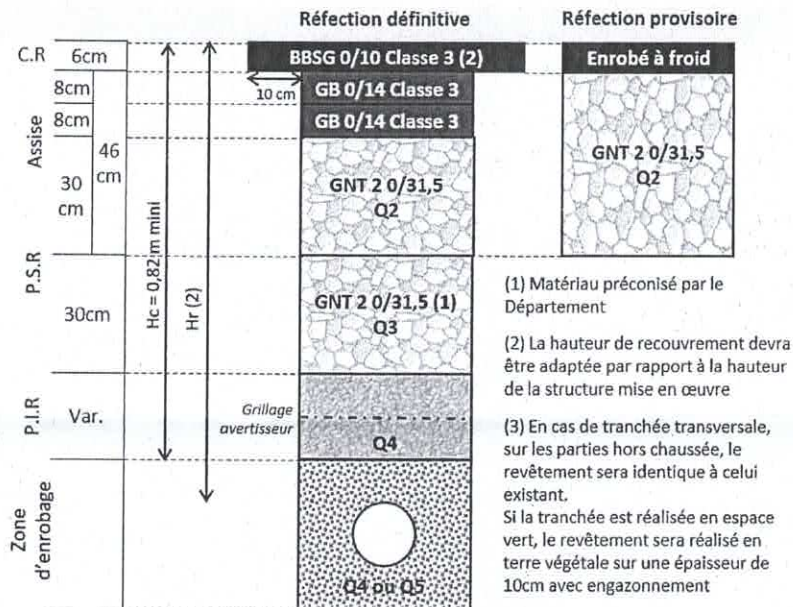 Réfection définitive
Réfection provisoire
C.R
6cm
BBSG 0/10 Classe 3 (2)
Enrobé à froid
Assise
8cm
10 cm
GB 0/14 Classe 3
8cm
GB 0/14 Classe 3
46
cm
30
cm
GNT 2 0/31,5
Q2
GNT 2 0/31,5
Q2
P.S.R
30cm
Hc = 0,82 m mini
Hr (2)
GNT 2 0/31,5 (1)
Q3
P.I.R
Var.
Grillage
avertisseur
Q4
Zone
d'enrobage
Q4 ou Q5
(1) Matériau préconisé par le
Département
(2) La hauteur de recouvrement devra
être adaptée par rapport à la hauteur
de la structure mise en œuvre
(3) En cas de tranchée transversale,
sur les parties hors chaussée, le
revêtement sera identique à celui
existant.
Si la tranchée est réalisée en espace
vert, le revêtement sera réalisé en
terre végétale sur une épaisseur de
10cm avec engazonnement